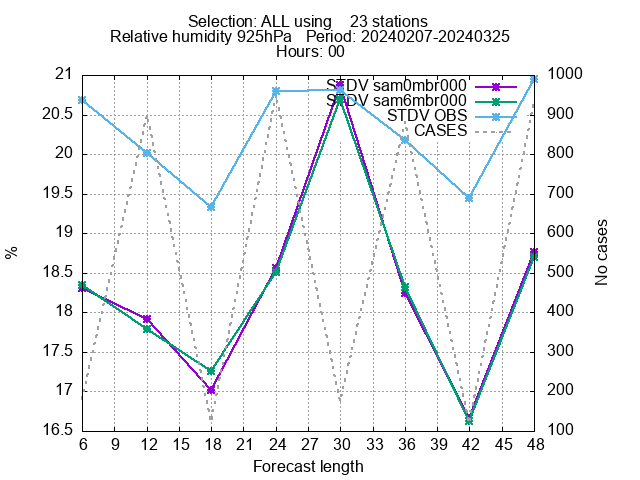 Selection: ALL using 23 stations
Relative humidity 925hPa Period: 20240207-20240325
Hours: 00
21 1000
STDV sam0mbr000
STDV sam6mbr000
20.5 900
STDV OBS
CASES
20 800
19.5 700
19 600
%
No cases
18.5 500
18 400
17.5 300
17 200
16.5 100
6 9 12 15 18 21 24 27 30 33 36 39 42 45 48
Forecast length